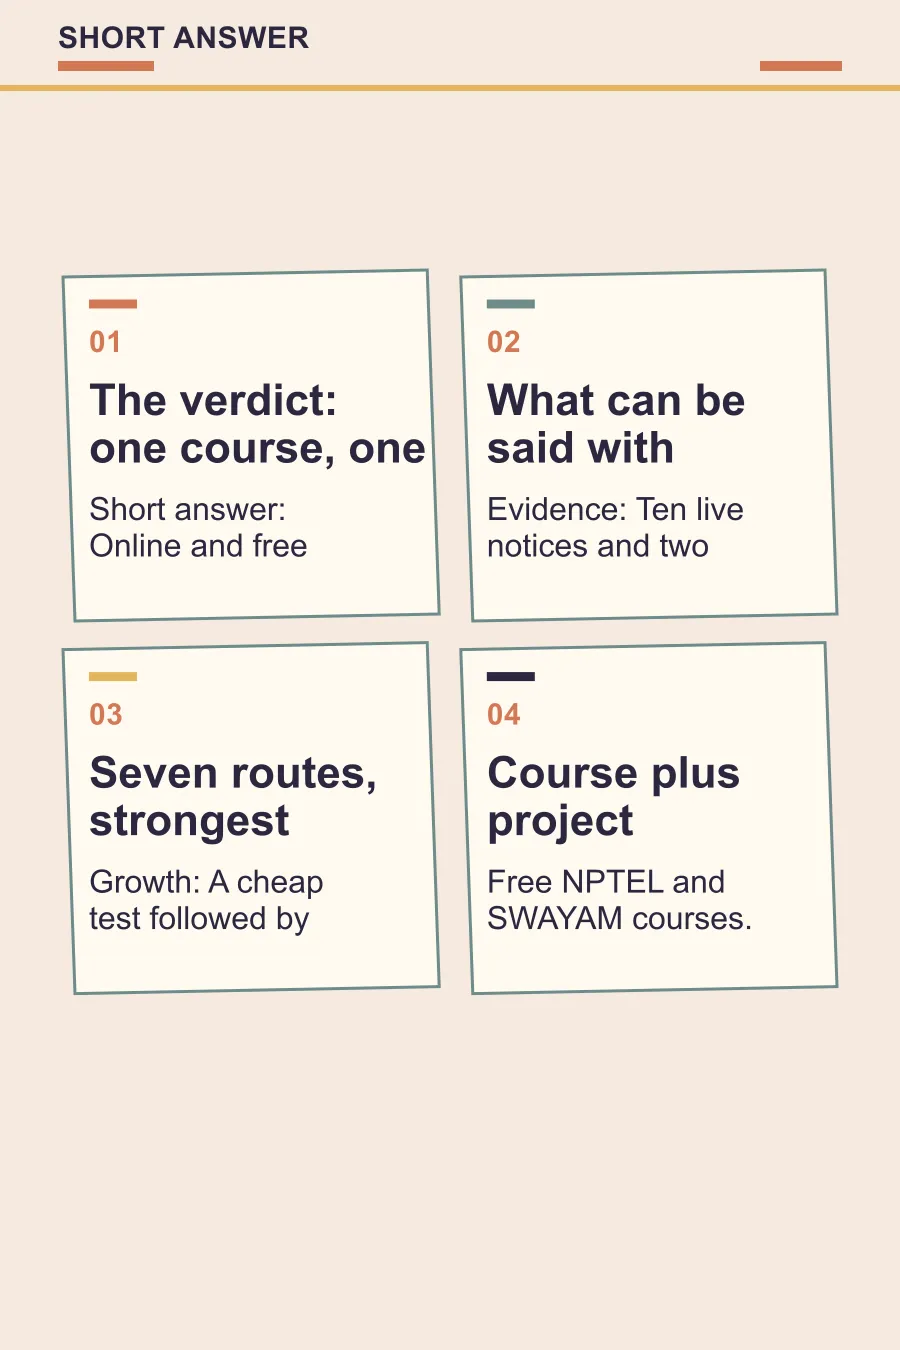 SHORT ANSWER
01
The verdict:
one course, one
Short answer:
Online and free
02
What can be
said with
Evidence: Ten live
notices and two
03
Seven routes,
strongest
Growth: A cheap
test followed by
04
Course plus
project
Free NPTEL and
SWAYAM courses.